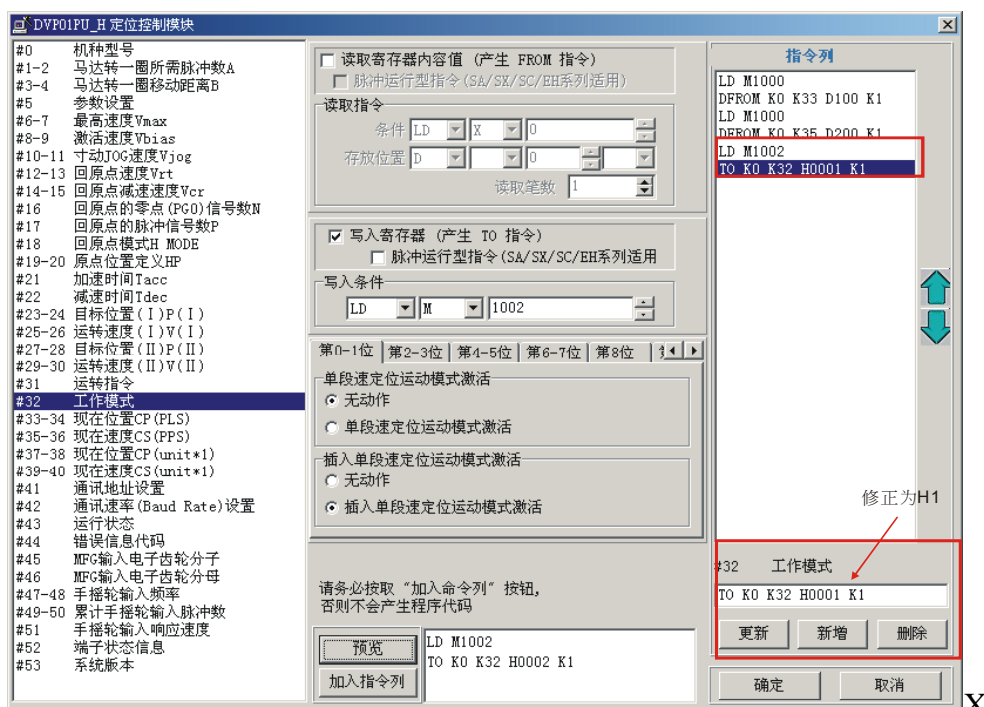 DVP01PU_H 定位控制模块
#0 机种型号
#1-2 马达转一圈所需脉冲数A
#3-4 马达转一圈移动距离B
#5 参数设置
#6-7 最高速度Vmax
#8-9 激活速度Vbias
#10-11 寸动JOG速度Vjog
#12-13 回原点速度Vrt
#14-15 回原点减速速度Vcr
#16 回原点的零点(PG0)信号数N
#17 回原点的脉冲信号数P
#18 回原点模式H MODE
#19-20 原点位置定义HP
#21 加速时间Tacc
#22 减速时间Tdec
#23-24 目标位置(Ⅰ)P(Ⅰ)
#25-26 运转速度(Ⅰ)V(Ⅰ)
#27-28 目标位置(Ⅱ)P(Ⅱ)
#29-30 运转速度(Ⅱ)V(Ⅱ)
#31 运转指令
#32 工作模式
#33-34 现在位置CP(PLS)
#35-36 现在速度CS(PPS)
#37-38 现在位置CP(unit*1)
#39-40 现在速度CS(unit*1)
#41 通讯地址设置
#42 通讯速率(Baud Rate)设置
#43 运行状态
#44 错误信息代码
#45 MFG输入电子齿轮分子
#46 MFG输入电子齿轮分母
#47-48 手摇轮输入频率
#49-50 累计手摇轮输入脉冲数
#51 手摇轮输入响应速度
#52 端子状态信息
#53 系统版本
读取寄存器内容值 (产生 FROM 指令)
脉冲运行型指令(SA/SX/SC/EH系列适用)
读取指令
条件 LD X 0
存放位置 D 0
读取笔数 1
写入寄存器 (产生 TO 指令)
脉冲运行型指令(SA/SX/SC/EH系列适用
写入条件
LD M 1002
第0-1位 第2-3位 第4-5位 第6-7位 第8位
单段速定位运动模式激活
无动作
单段速定位运动模式激活
插入单段速定位运动模式激活
无动作
插入单段速定位运动模式激活
请务必按取 “加入命令列” 按钮,
否则不会产生程序代码
预览
加入指令列
LD M1002
TO K0 K32 H0002 K1
指令列
LD M1000
DFROM K0 K33 D100 K1
LD M1000
DFROM K0 K35 D200 K1
LD M1002
TO K0 K32 H0001 K1
修正为H1
#32 工作模式
TO K0 K32 H0001 K1
更新 新增 删除
确定 取消
X